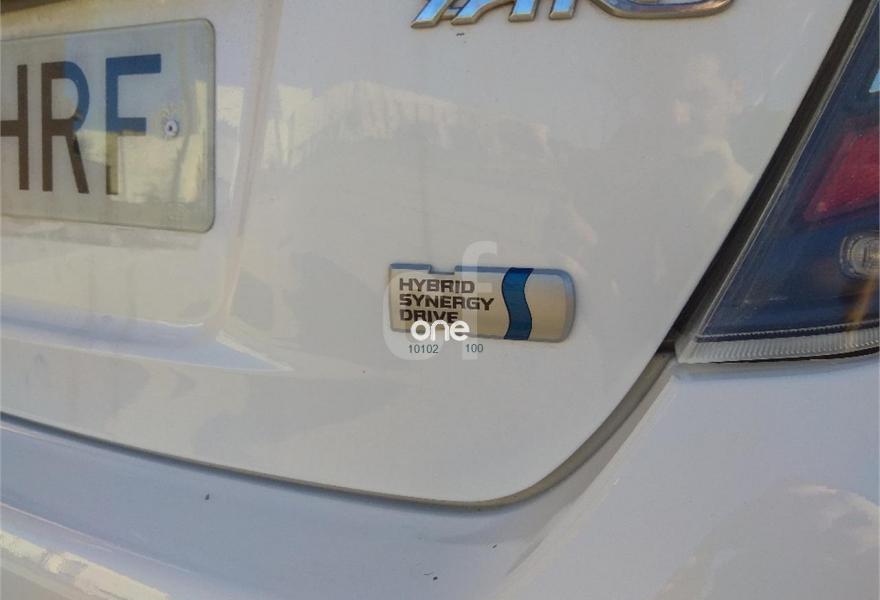 HRF
HYBRID
SYNERGY
DRIVE
one
10102 100